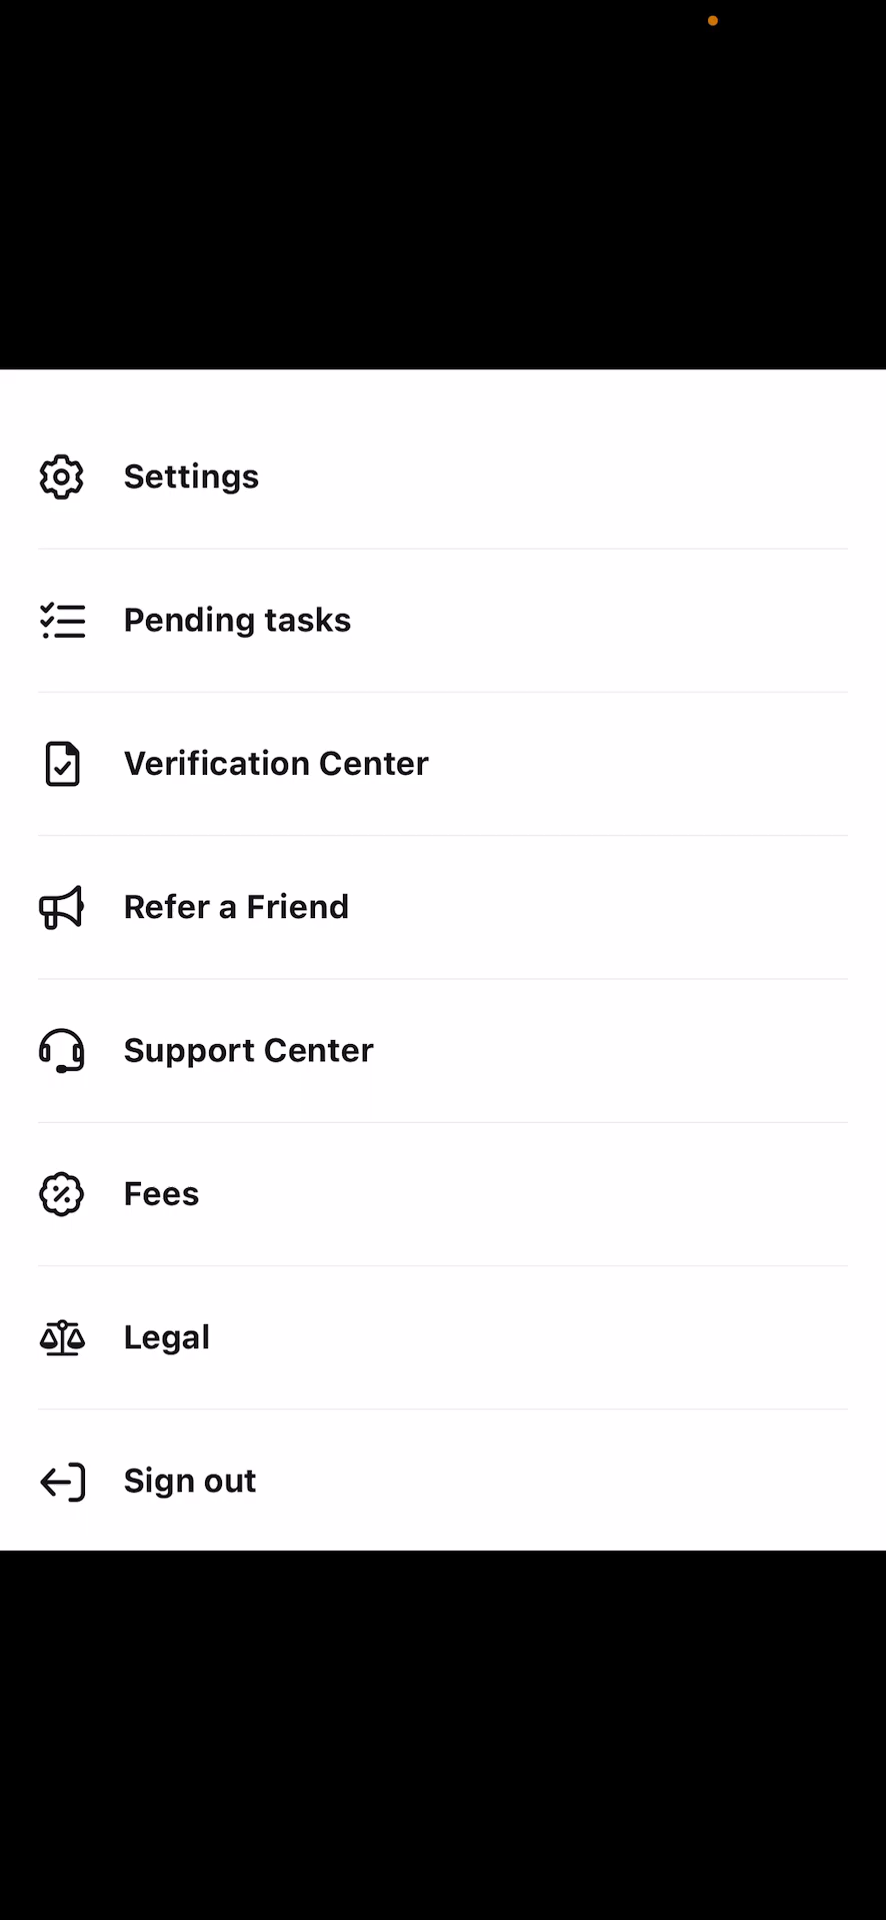 Settings
Pending tasks
Verification Center
Refer a Friend
Support Center
Fees
Legal
Sign out